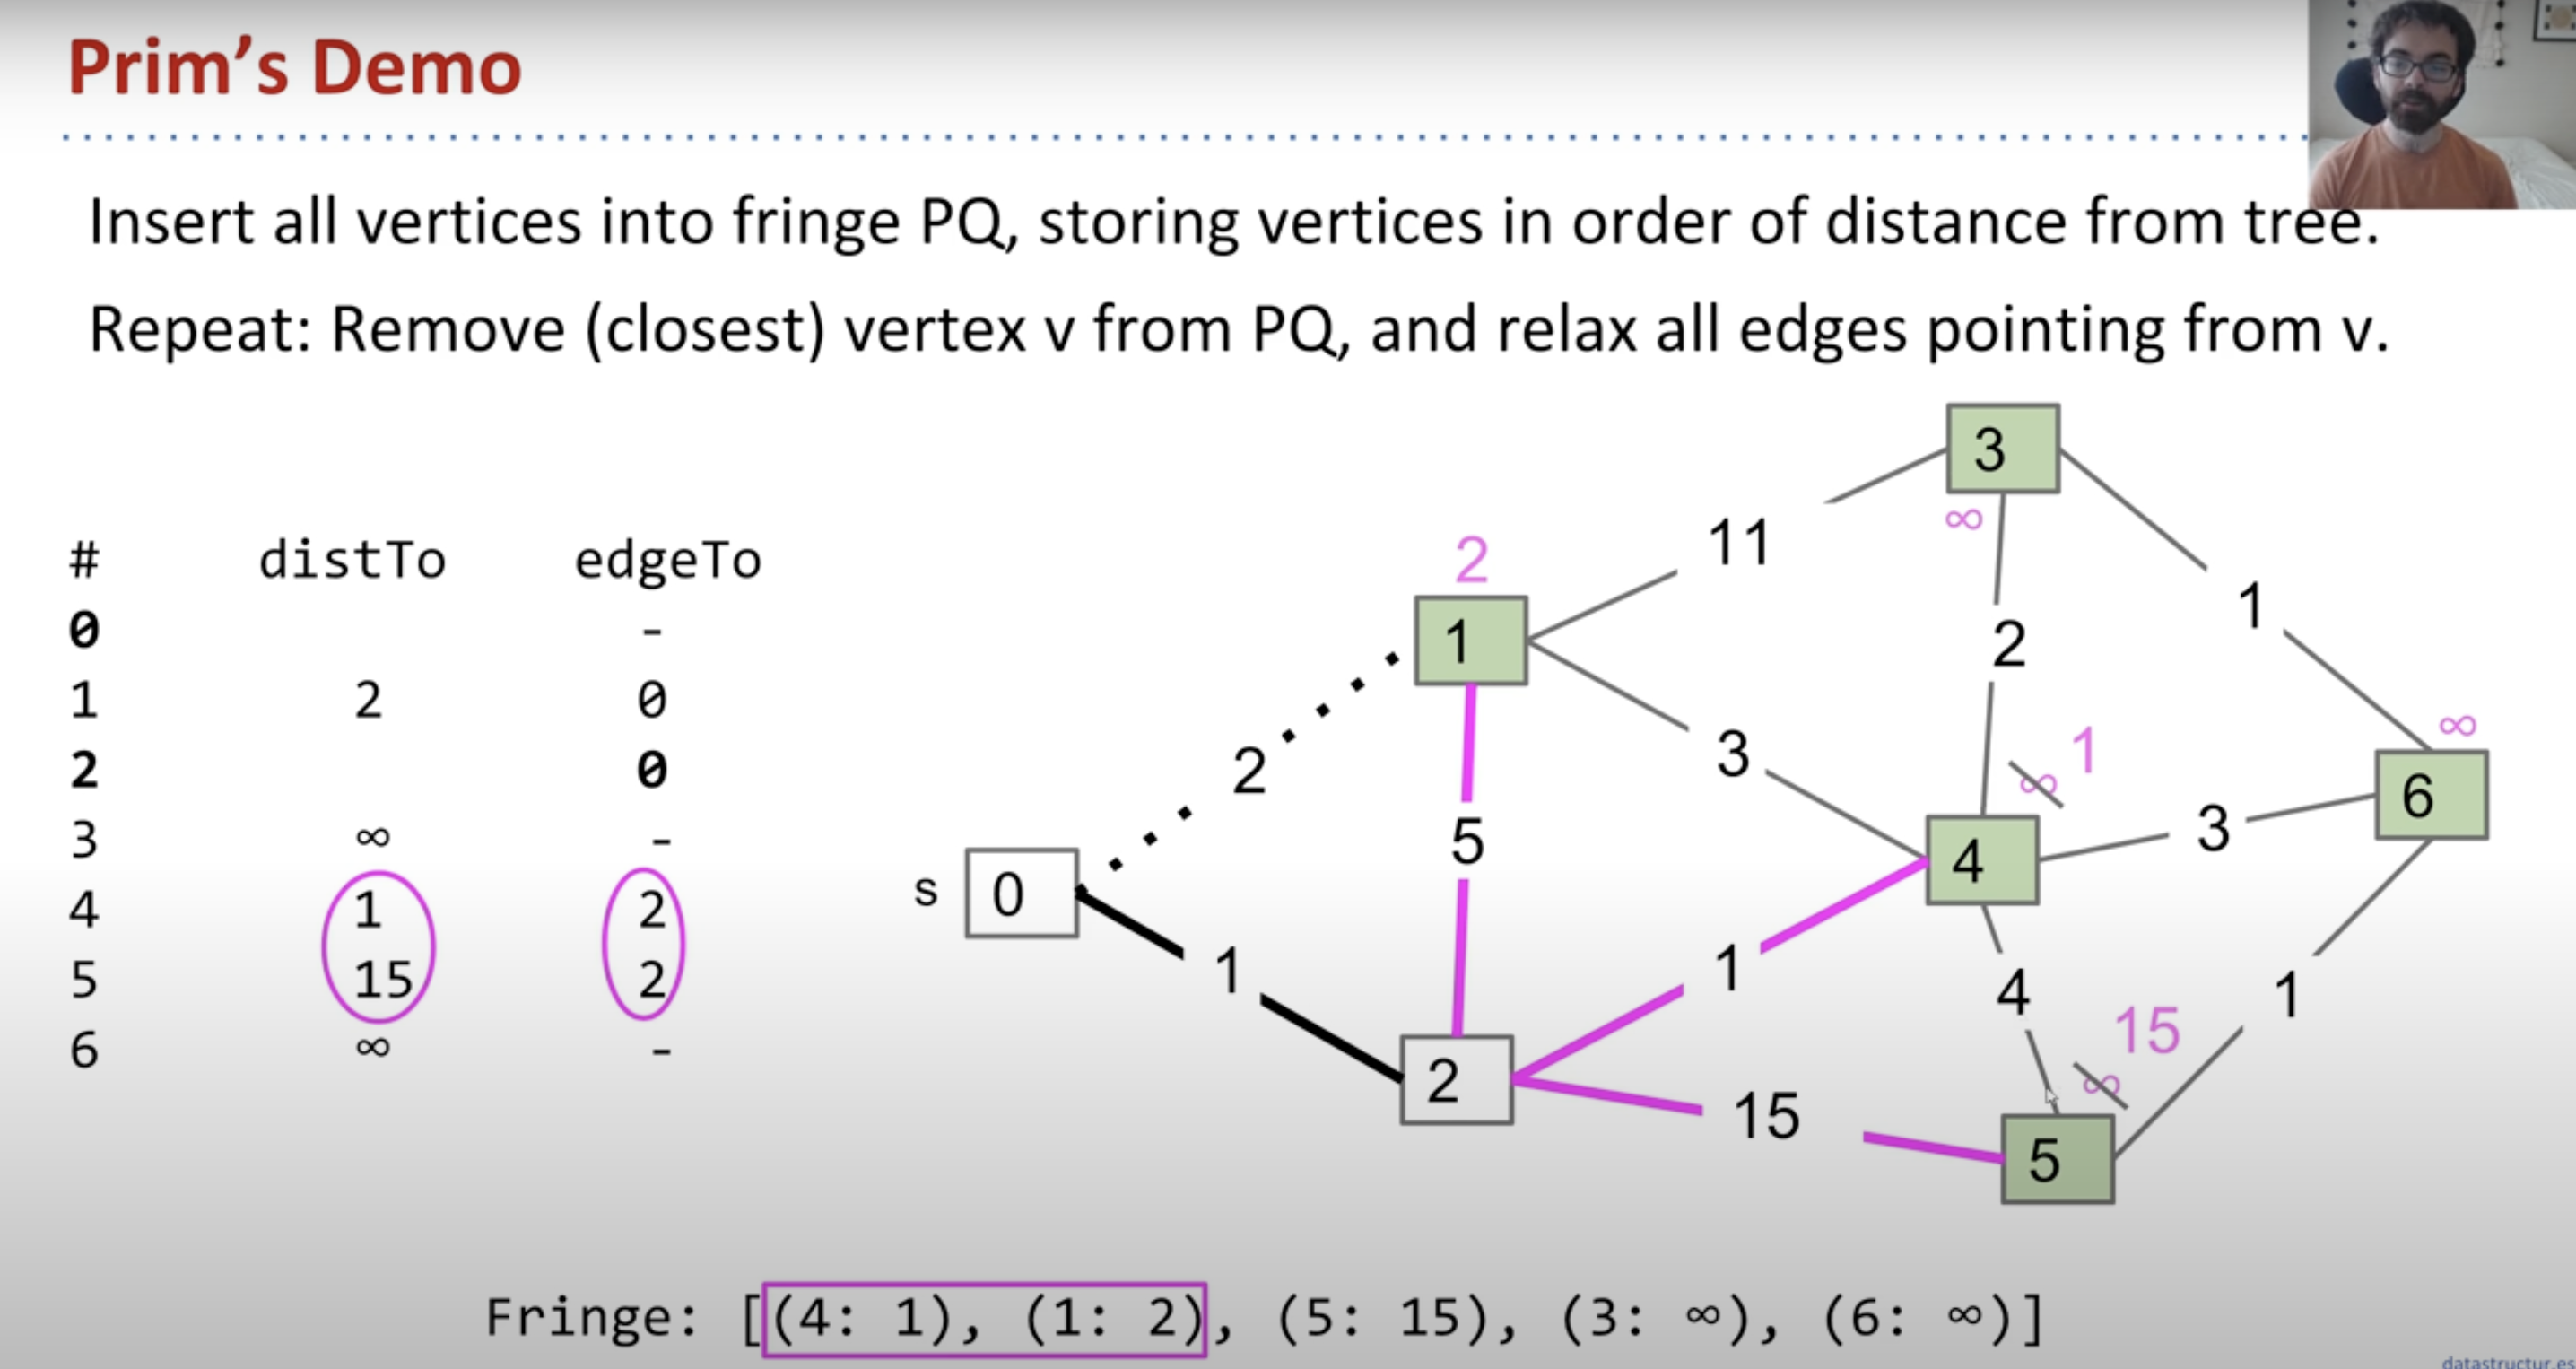 Prim's Demo
Insert all vertices into fringe PQ, storing vertices in order of distance from tree.
Repeat: Remove (closest) vertex v from PQ, and relax all edges pointing from v.
# distTo edgeTo
0 -
1 2 0
2 0
3 ∞ -
4 1 2
5 15 2
6 ∞ -
3
∞
11
2
1
1
2
∞
1
3
∞
6
2
3
5
4
s 0
1
1
4
1
15
∞
2
15
5
Fringe: [(4: 1), (1: 2), (5: 15), (3: ∞), (6: ∞)]
datastructur.es